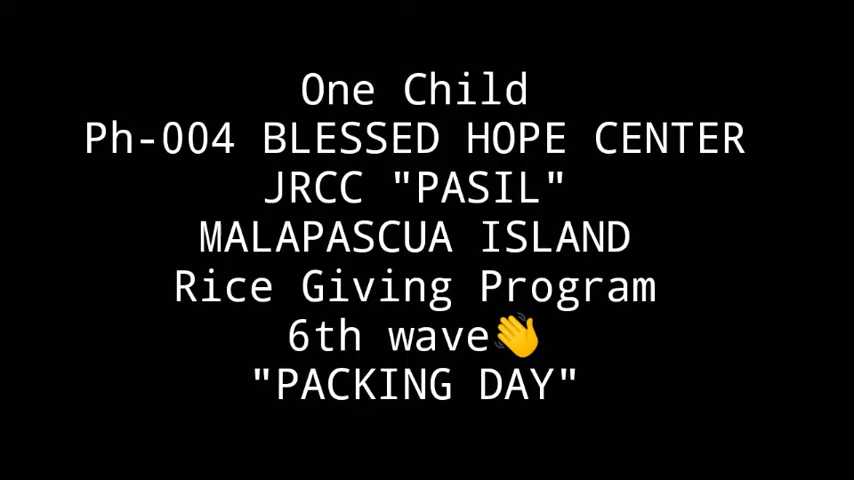 One Child
Ph-004 BLESSED HOPE CENTER
JRCC "PASIL"
MALAPASCUA ISLAND
Rice Giving Program
6th wave👋
"PACKING DAY"